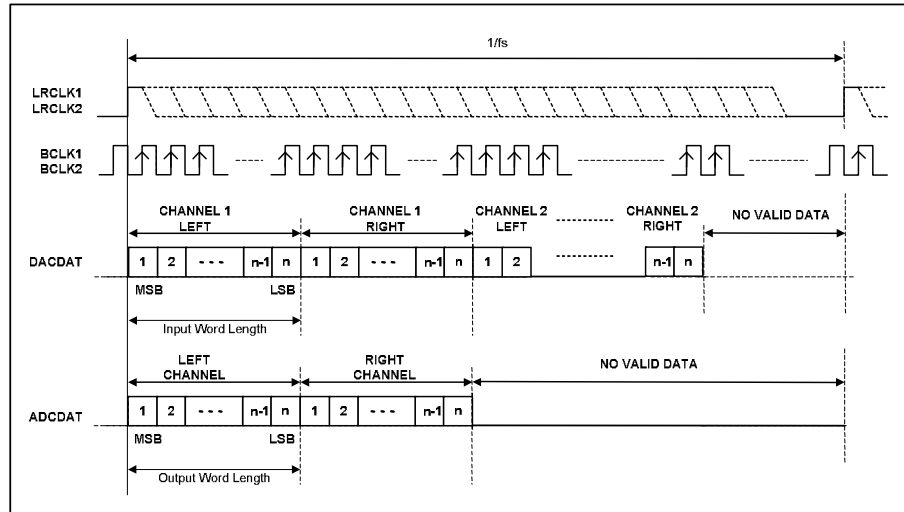 1/fs
LRCLK1
LRCLK2
BCLK1
BCLK2
CHANNEL 1
LEFT
CHANNEL 1
RIGHT
CHANNEL 2
LEFT
CHANNEL 2
RIGHT
NO VALID DATA
DACDAT
1 2 - - - n-1 n 1 2 - - - n-1 n 1 2 n-1 n
MSB LSB
Input Word Length
LEFT
CHANNEL
RIGHT
CHANNEL
NO VALID DATA
ADCDAT
1 2 - - - n-1 n 1 2 - - - n-1 n
MSB LSB
Output Word Length